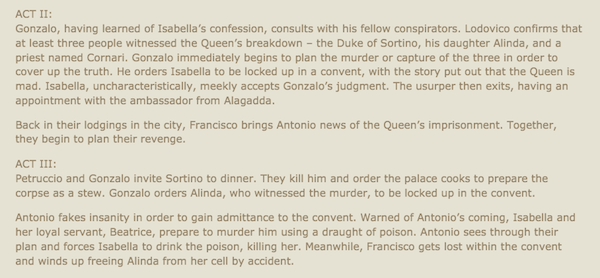 ACT II:
Gonzalo, having learned of Isabella's confession, consults with his fellow conspirators. Lodovico confirms that
at least three people witnessed the Queen's breakdown – the Duke of Sortino, his daughter Alinda, and a
priest named Cornari. Gonzalo immediately begins to plan the murder or capture of the three in order to
cover up the truth. He orders Isabella to be locked up in a convent, with the story put out that the Queen is
mad. Isabella, uncharacteristically, meekly accepts Gonzalo's judgment. The usurper then exits, having an
appointment with the ambassador from Alagadda.
Back in their lodgings in the city, Francisco brings Antonio news of the Queen's imprisonment. Together,
they begin to plan their revenge.
ACT III:
Petruccio and Gonzalo invite Sortino to dinner. They kill him and order the palace cooks to prepare the
corpse as a stew. Gonzalo orders Alinda, who witnessed the murder, to be locked up in the convent.
Antonio fakes insanity in order to gain admittance to the convent. Warned of Antonio's coming, Isabella and
her loyal servant, Beatrice, prepare to murder him using a draught of poison. Antonio sees through their
plan and forces Isabella to drink the poison, killing her. Meanwhile, Francisco gets lost within the convent
and winds up freeing Alinda from her cell by accident.